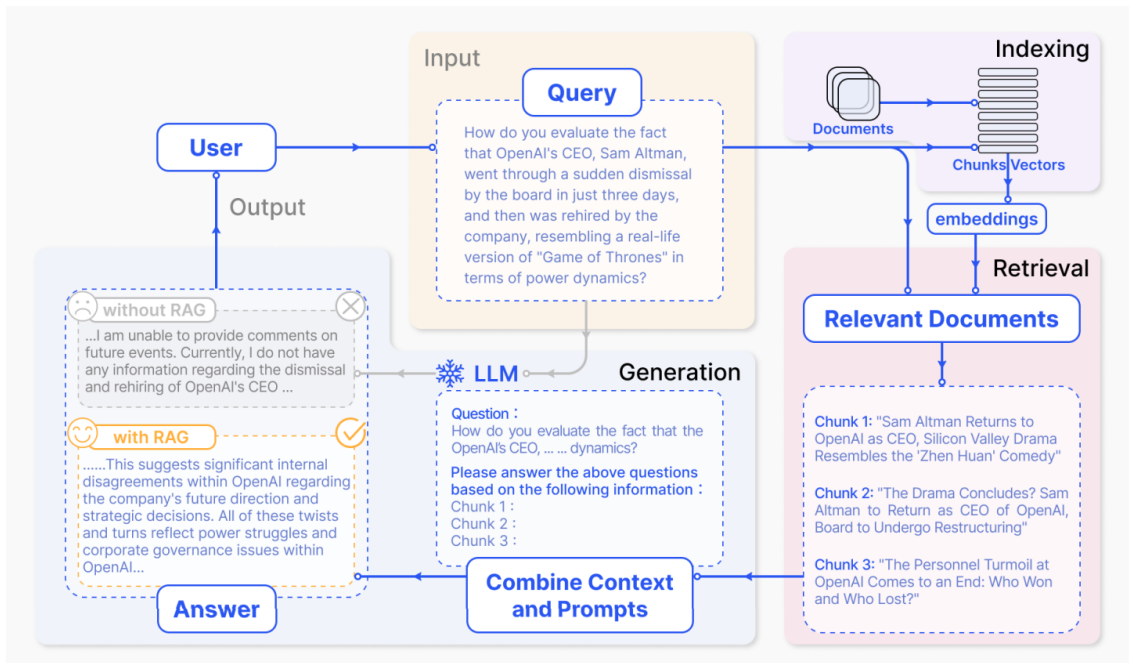 Input
Query
How do you evaluate the fact
that OpenAI's CEO, Sam Altman,
went through a sudden dismissal
by the board in just three days,
and then was rehired by the
company, resembling a real-life
version of "Game of Thrones" in
terms of power dynamics?
Indexing
Documents
Chunks
Vectors
embeddings
User
Output
Retrieval
Relevant Documents
Chunk 1: "Sam Altman Returns to
OpenAI as CEO, Silicon Valley Drama
Resembles the 'Zhen Huan' Comedy"
Chunk 2: "The Drama Concludes? Sam
Altman to Return as CEO of OpenAI,
Board to Undergo Restructuring"
Chunk 3: "The Personnel Turmoil at
OpenAI Comes to an End: Who Won
and Who Lost?"
LLM
Generation
Question :
How do you evaluate the fact that the
OpenAI's CEO, ... ... dynamics?
Please answer the above questions
based on the following information :
Chunk 1 :
Chunk 2 :
Chunk 3 :
Combine Context
and Prompts
without RAG
...I am unable to provide comments on
future events. Currently, I do not have
any information regarding the dismissal
and rehiring of OpenAI's CEO ...
with RAG
......This suggests significant internal
disagreements within OpenAI regarding
the company's future direction and
strategic decisions. All of these twists
and turns reflect power struggles and
corporate governance issues within
OpenAI...
Answer